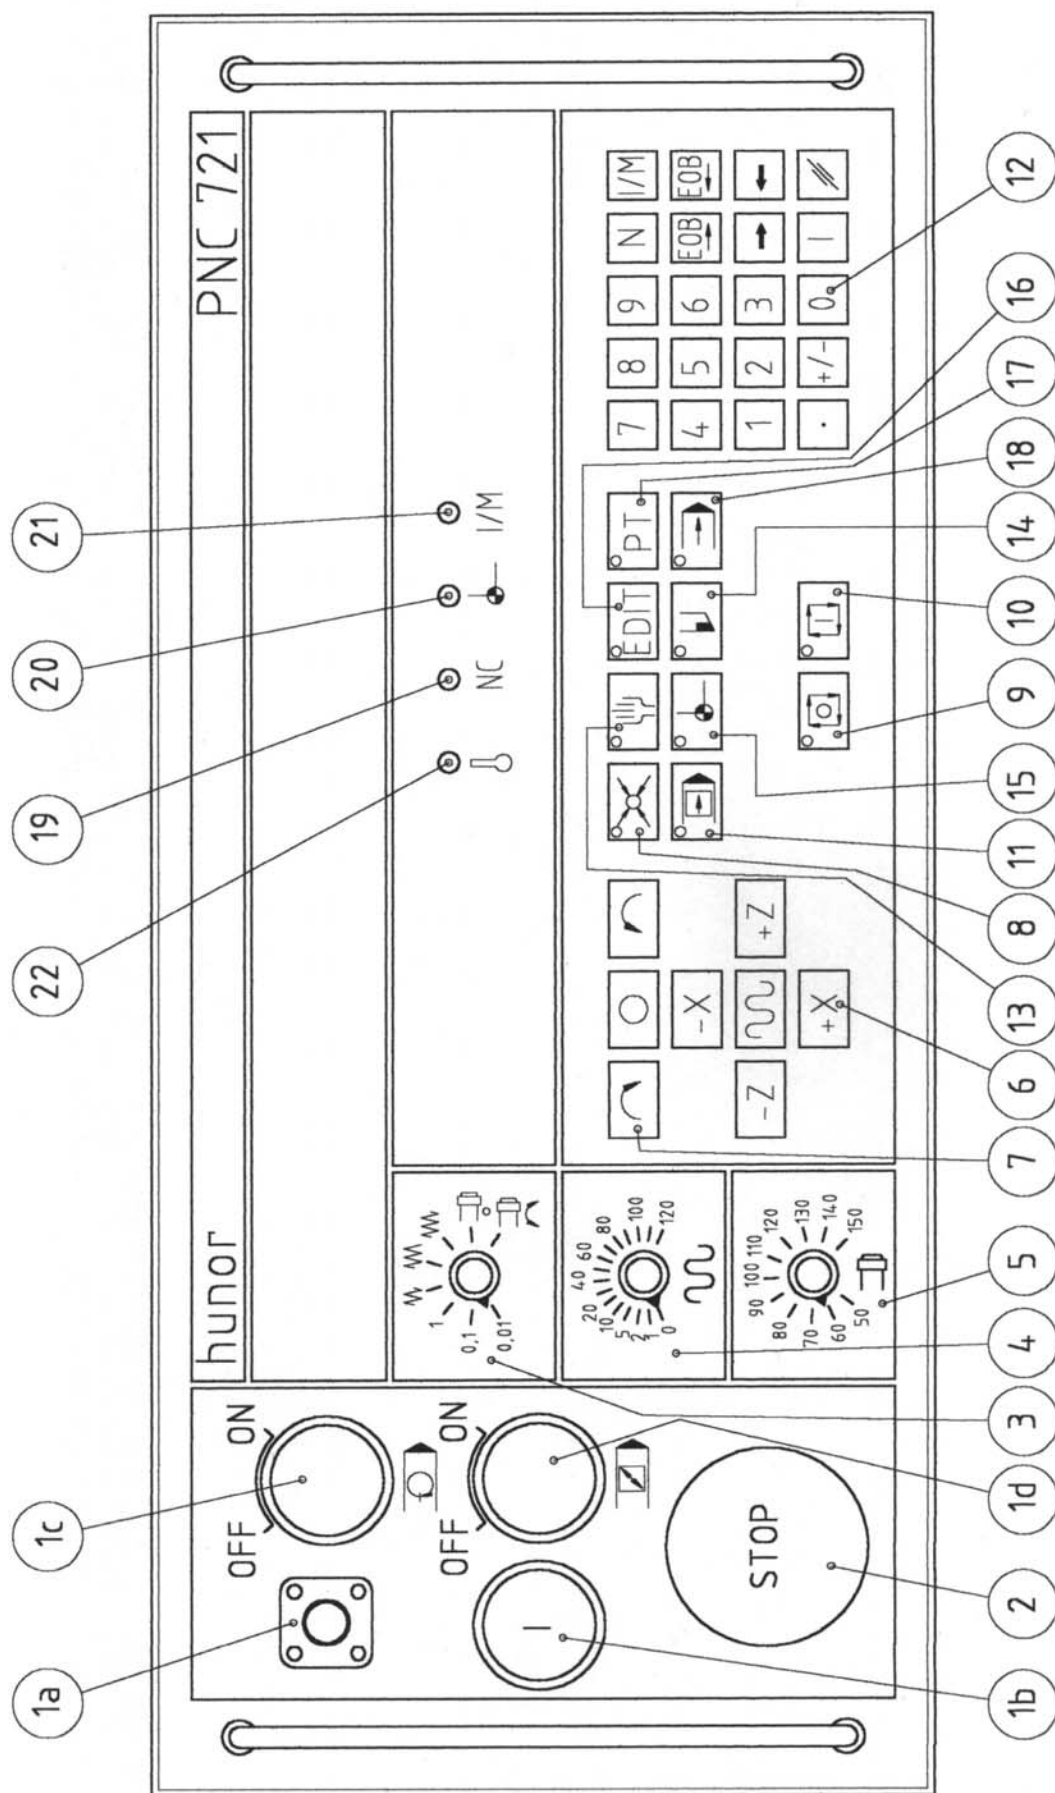 1a
1c
22
19
20
21
hunor
PNC 721
OFF
ON
OFF
ON
I
STOP
0,01
0,1
1
NC
I/M
0
1
2
5
10
20
40
60
80
100
120
50
60
70
80
90
100
110
120
130
140
150
EDIT
PT
7
8
9
N
I/M
-X
4
5
6
EOB
EOB
-Z
+Z
1
2
3
+X
I
.
+/-
0
I
1b
2
1d
3
4
5
7
6
13
8
11
15
9
10
14
18
17
16
12